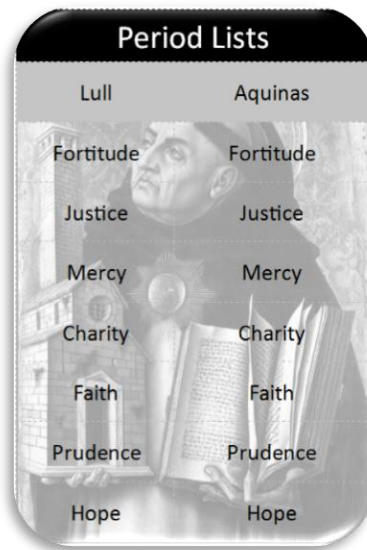 Period Lists
Lull Aquinas
Fortitude Fortitude
Justice Justice
Mercy Mercy
Charity Charity
Faith Faith
Prudence Prudence
Hope Hope